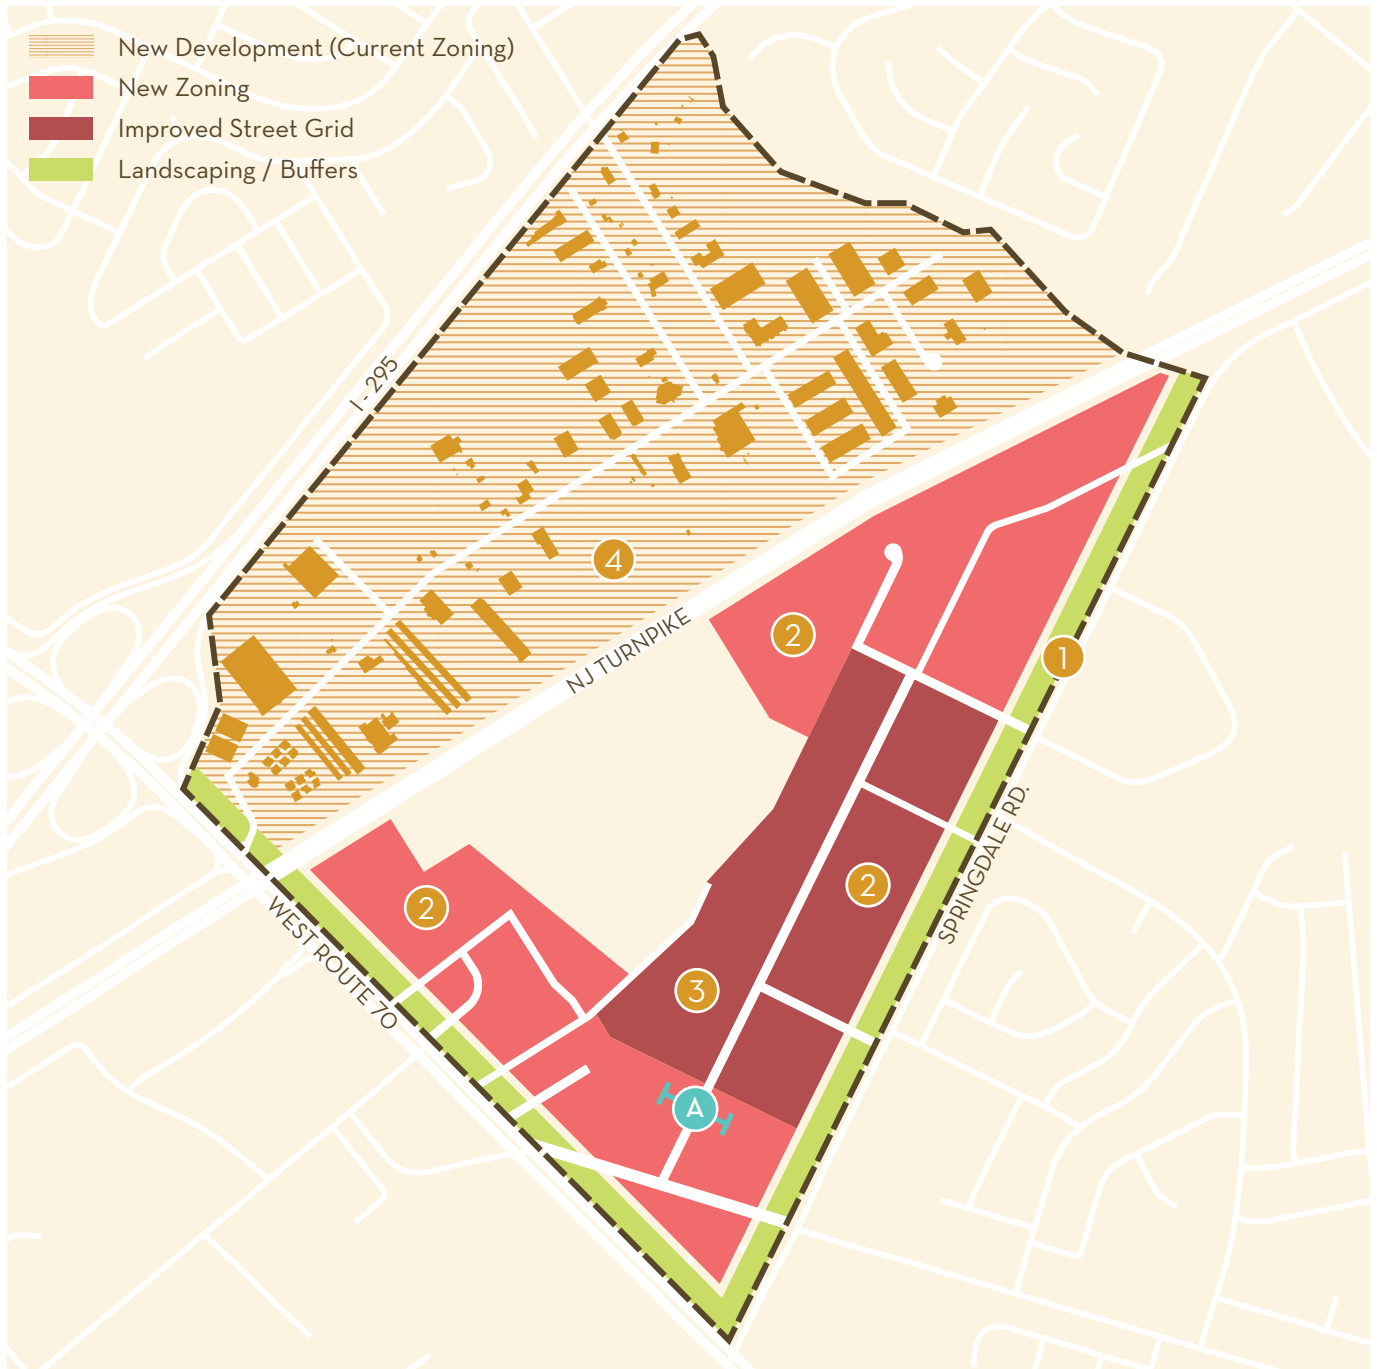 New Development (Current Zoning)
New Zoning
Improved Street Grid
Landscaping / Buffers
I - 295
4
2
NJ TURNPIKE
1
SPRINGDALE RD.
2
2
WEST ROUTE 70
3
A